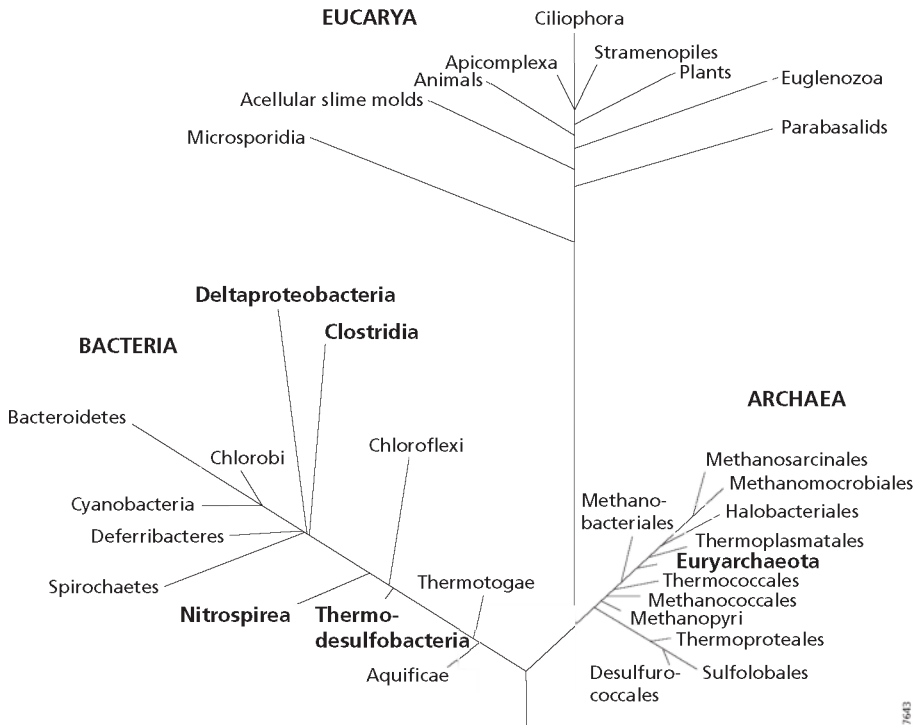 EUCARYA
Ciliophora
Stramenopiles
Apicomplexa
Plants
Animals
Euglenozoa
Acellular slime molds
Parabasalids
Microsporidia
Deltaproteobacteria
Clostridia
BACTERIA
ARCHAEA
Bacteroidetes
Chlorobi
Chloroflexi
Cyanobacteria
Deferribacteres
Spirochaetes
Nitrospirea
Thermo-
desulfobacteria
Thermotogae
Aquificae
Methanosarcinales
Methanomocrobiales
Methano-
bacteriales
Halobacteriales
Thermoplasmatales
Euryarchaeota
Thermococcales
Methanococcales
Methanopyri
Thermoproteales
Desulfuro-
coccales
Sulfolobales
7643